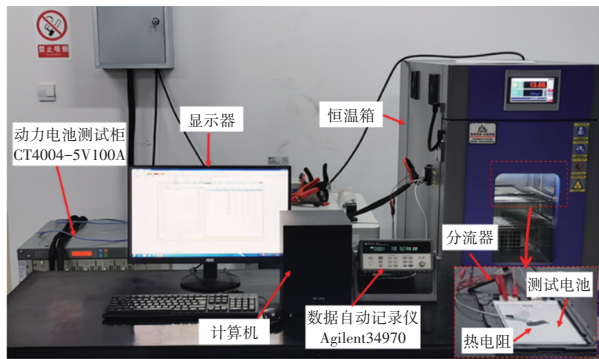 禁止吸烟
动力电池测试柜
CT4004-5V100A
显示器
恒温箱
分流器
测试电池
热电阻
计算机
数据自动记录仪
Agilent34970
AOC